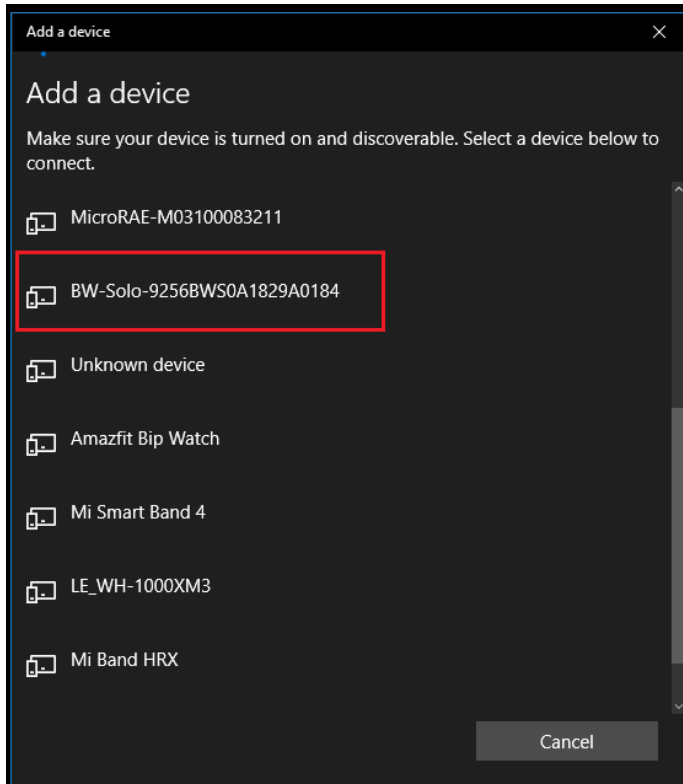 Add a device
Add a device
Make sure your device is turned on and discoverable. Select a device below to
connect.
MicroRAE-M03100083211
BW-Solo-9256BWS0A1829A0184
Unknown device
Amazfit Bip Watch
Mi Smart Band 4
LE_WH-1000XM3
Mi Band HRX
Cancel